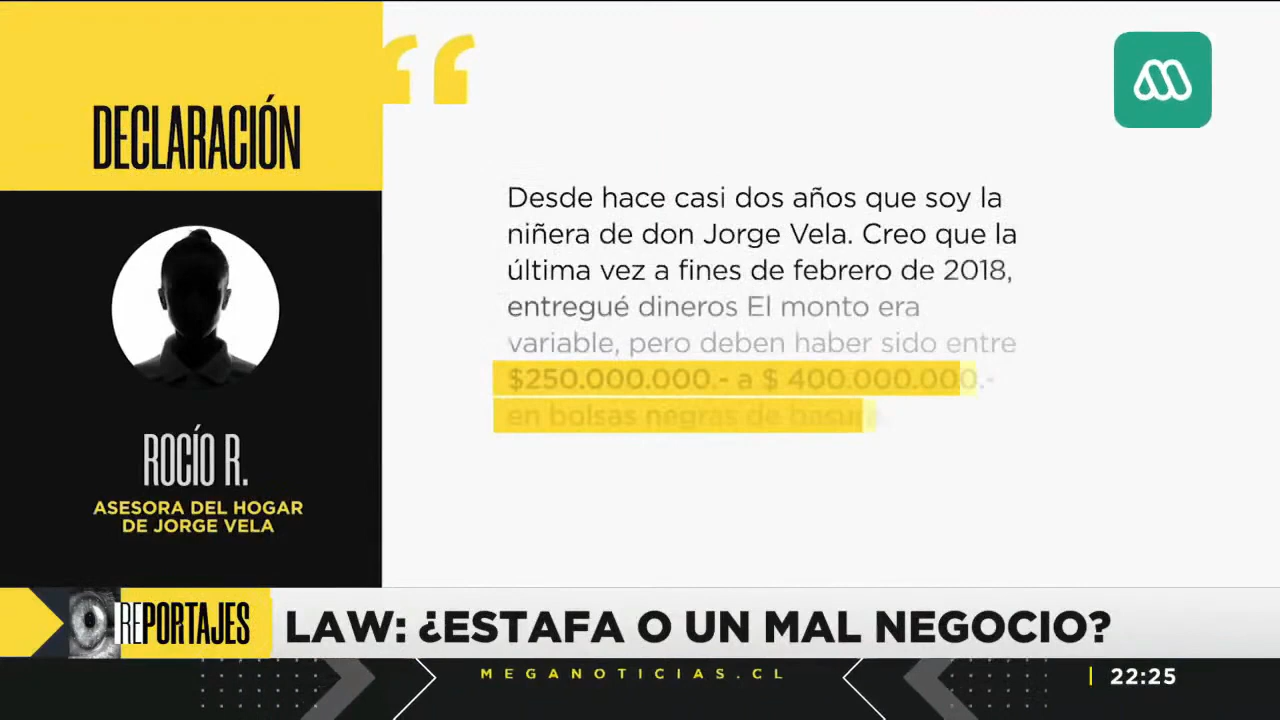 DECLARACIÓN
ROCÍO R.
ASESORA DEL HOGAR
DE JORGE VELA
“
Desde hace casi dos años que soy la
niñera de don Jorge Vela. Creo que la
última vez a fines de febrero de 2018,
entregué dineros El monto era
variable, pero deben haber sido entre
$250.000.000.- a $ 400.000.000.-
en bolsas negras de basura
REPORTAJES
LAW: ¿ESTAFA O UN MAL NEGOCIO?
MEGANOTICIAS.CL
22:25